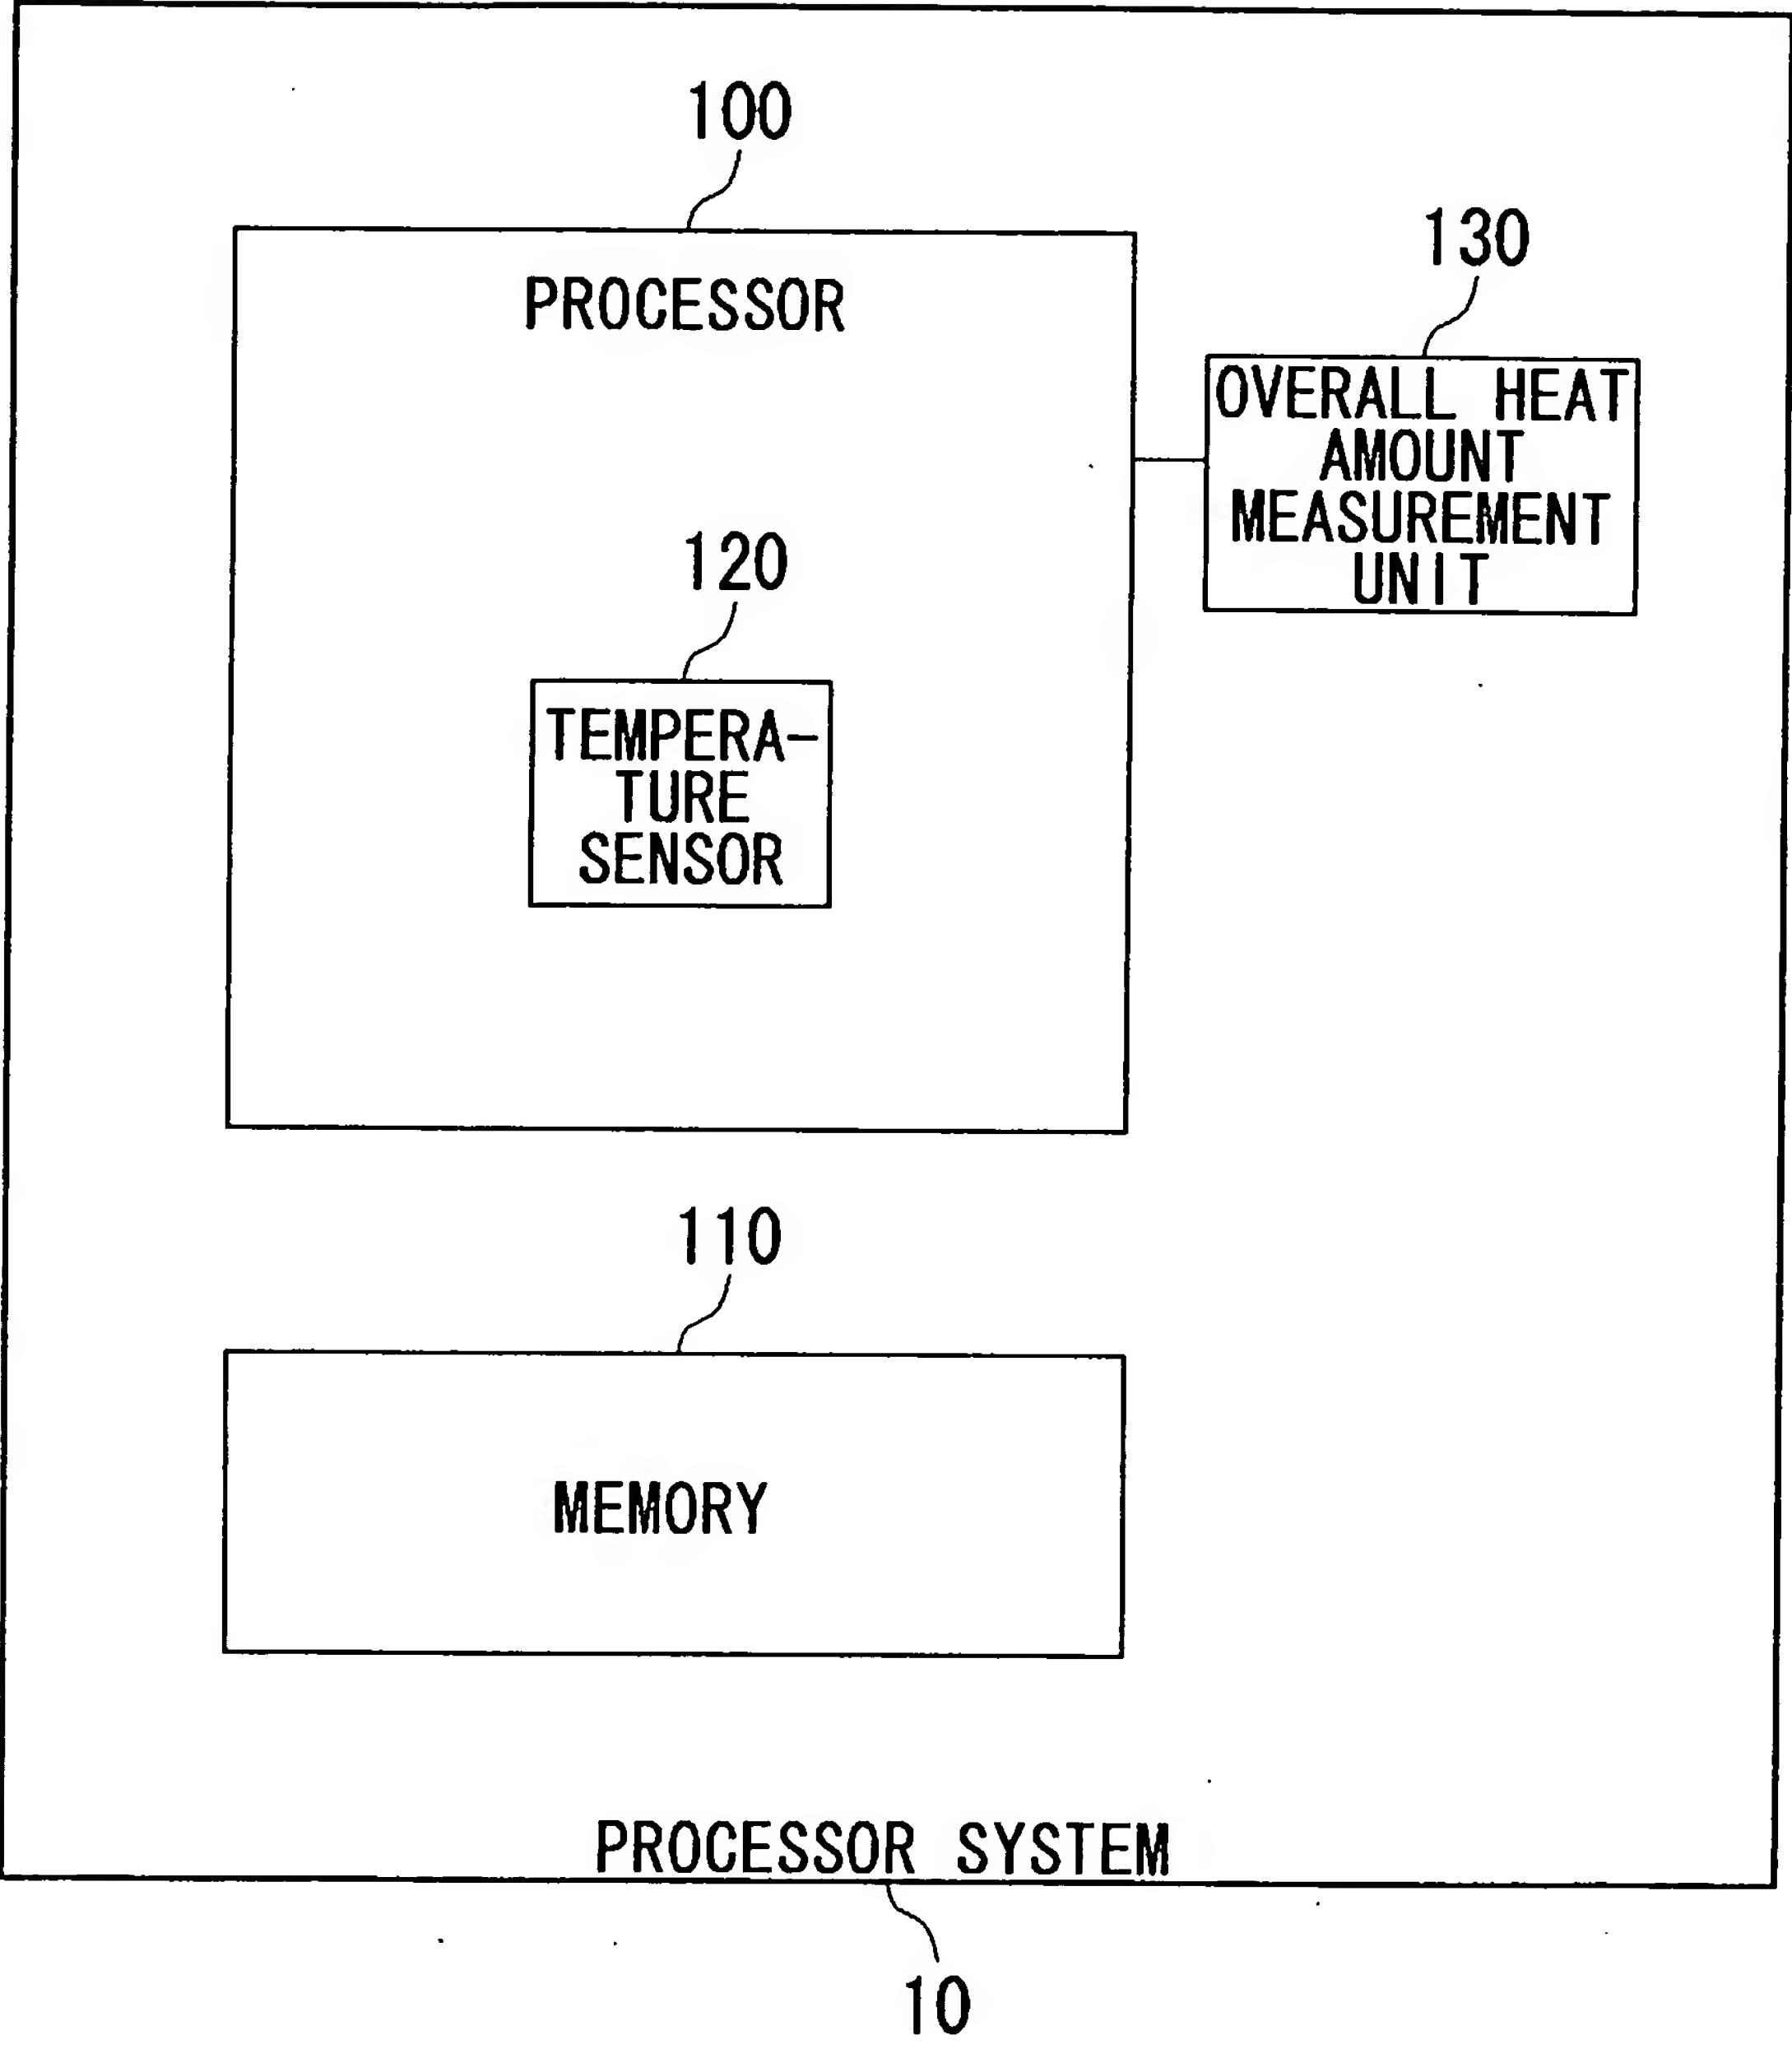 100
PROCESSOR
130
OVERALL HEAT
AMOUNT
MEASUREMENT
UNIT
120
TEMPERA-
TURE
SENSOR
110
MEMORY
PROCESSOR SYSTEM
10